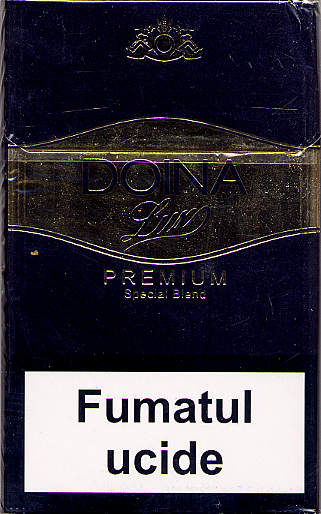 DOINA
Lux
PREMIUM
Special Blend
Fumatul
ucide